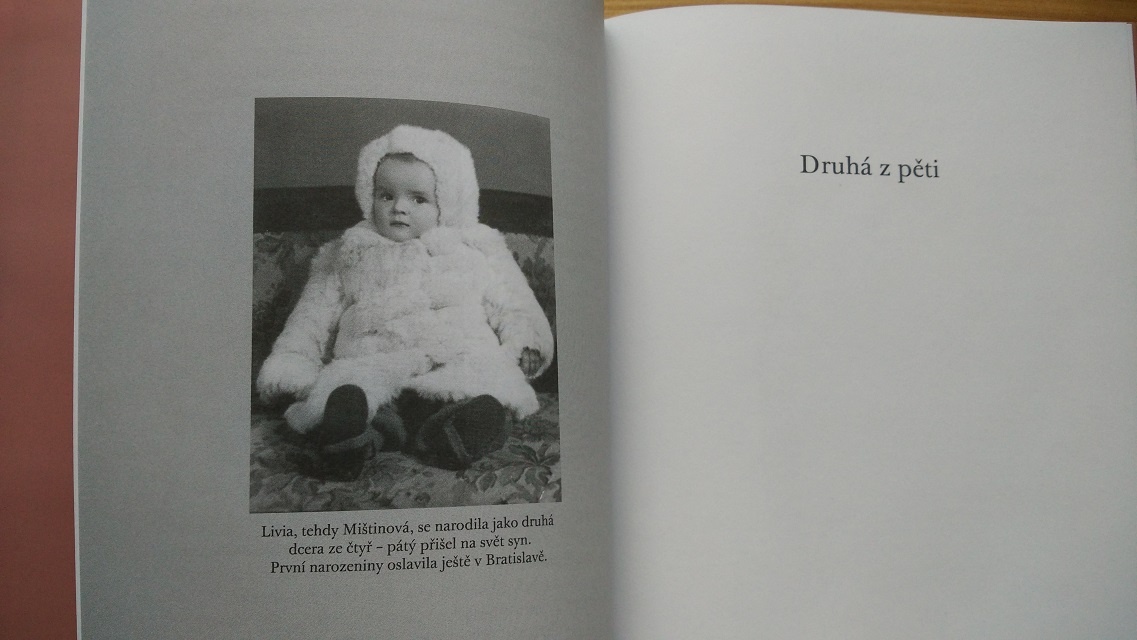 Livia, tehdy Mištinová, se narodila jako druhá
dcera ze čtyř – pátý přišel na svět syn.
První narozeniny oslavila ještě v Bratislavě.
Druhá z pěti